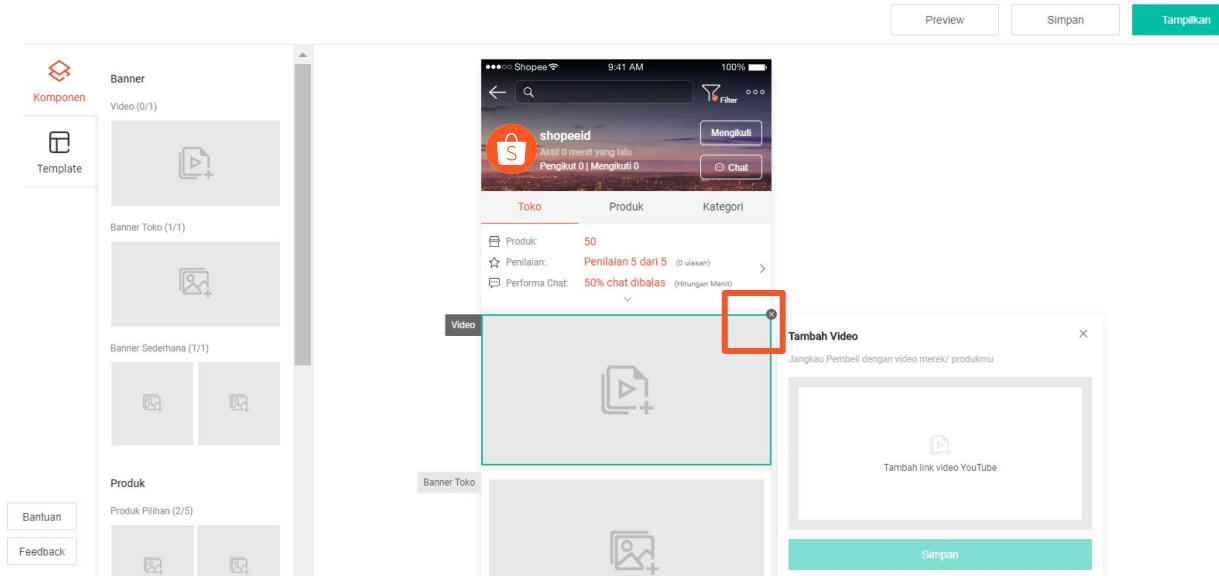 Preview
Simpan
Tampilkan
Komponen
Template
Banner
Video (0/1)
Banner Toko (1/1)
Banner Sederhana (1/1)
Produk
Produk Pilihan (2/5)
Bantuan
Feedback
Shopee
9:41 AM
100%
Filter
shopeeid
Aktif 0 menit yang lalu
Pengikut 0 | Mengikuti 0
Mengikuti
Chat
Toko
Produk
Kategori
Produk: 50
Penilaian: Penilaian 5 dari 5 (0 ulasan)
Performa Chat: 50% chat dibalas (Hitungan Menit)
Video
Banner Toko
Tambah Video
Jangkau Pembeli dengan video merek/ produkmu
Tambah link video YouTube
Simpan